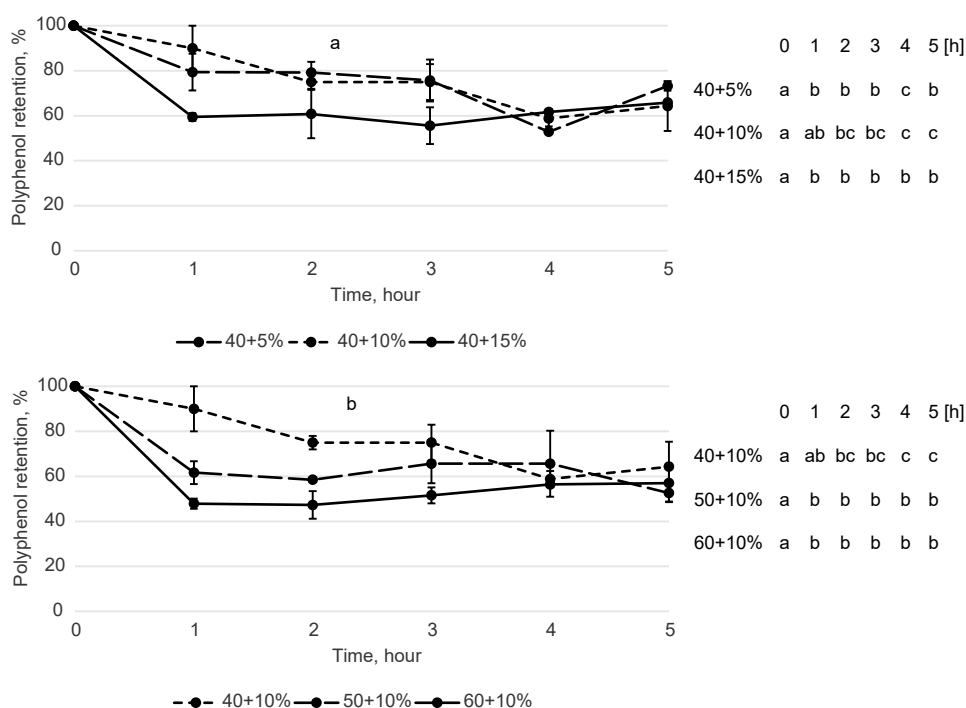 Polyphenol retention, %
100
80
60
40
20
0
a
0 1 2 3 4 5
Time, hour
40+5% 40+10% 40+15%
0 1 2 3 4 5 [h]
40+5% a b b b c b
40+10% a ab bc bc c c
40+15% a b b b b b
Polyphenol retention, %
100
80
60
40
20
0
b
0 1 2 3 4 5
Time, hour
40+10% 50+10% 60+10%
0 1 2 3 4 5 [h]
40+10% a ab bc bc c c
50+10% a b b b b b
60+10% a b b b b b